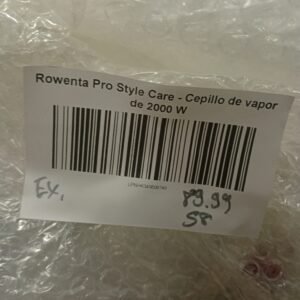 Rowenta Pro Style Care - Cepillo de vapor
de 2000 W
Ex.
89.99
58